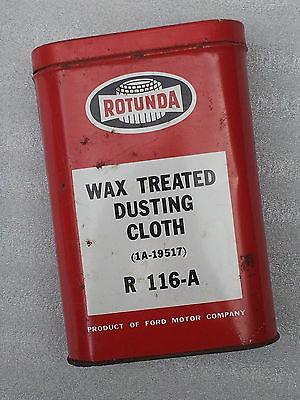 ROTUNDA
WAX TREATED
DUSTING
CLOTH
(1A-19517)
R 116-A
PRODUCT OF FORD MOTOR COMPANY